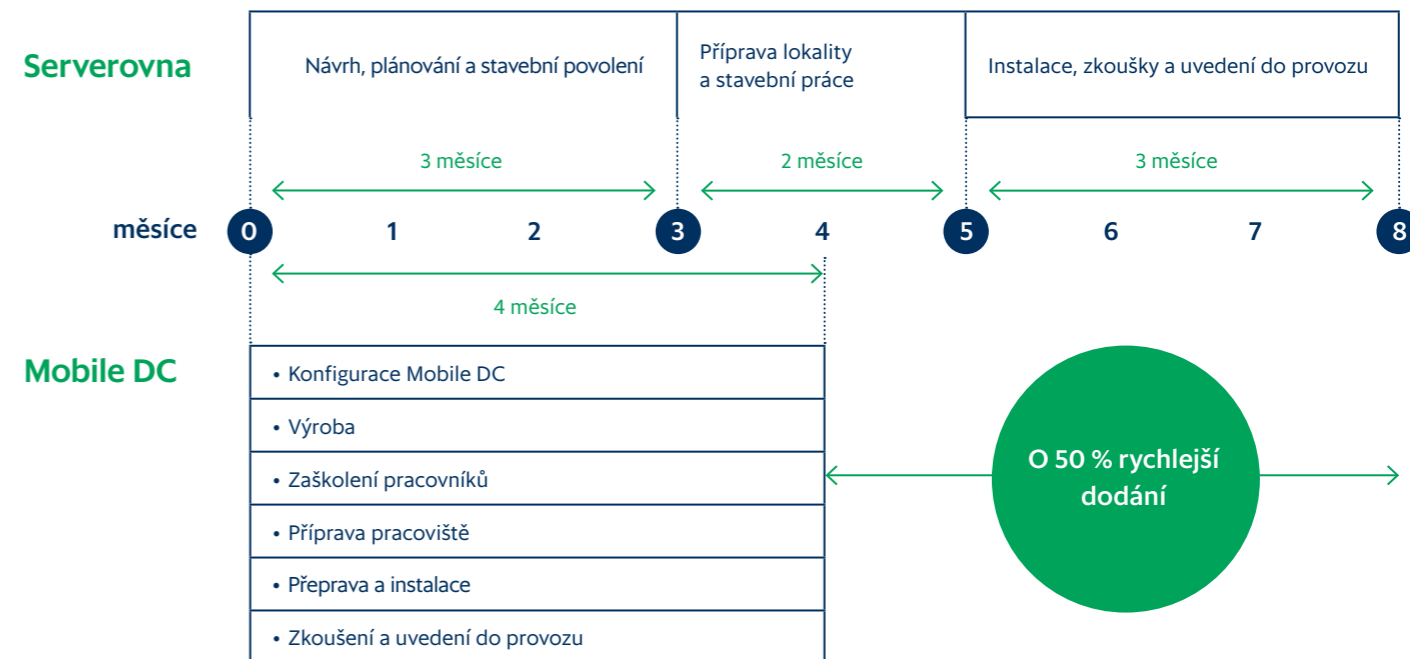 Serverovna
Návrh, plánování a stavební povolení
Příprava lokality
a stavební práce
Instalace, zkoušky a uvedení do provozu
3 měsíce
2 měsíce
3 měsíce
měsíce 0 1 2 3 4 5 6 7 8
4 měsíce
Mobile DC
• Konfigurace Mobile DC
• Výroba
• Zaškolení pracovníků
• Příprava pracoviště
• Přeprava a instalace
• Zkoušení a uvedení do provozu
O 50 % rychlejší
dodání